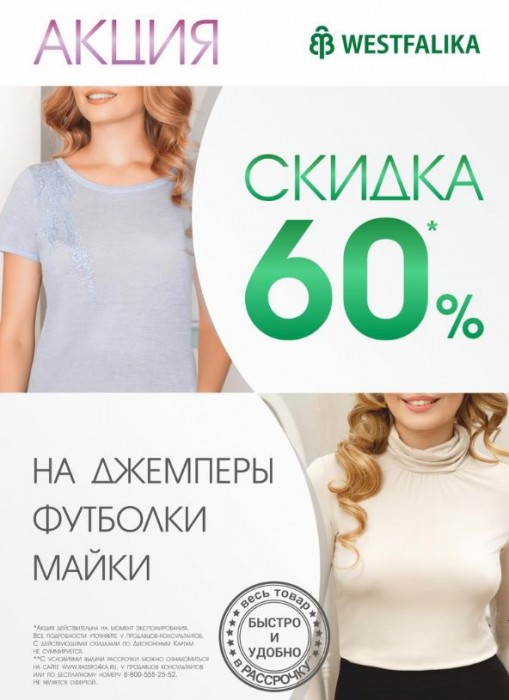 АКЦИЯ
WESTFALIKA
СКИДКА
60*%
НА ДЖЕМПЕРЫ
ФУТБОЛКИ
МАЙКИ
весь товар
БЫСТРО
И
УДОБНО
В РАССРОЧКУ**
*Акция действительна на момент экспонирования.
Все подробности уточняйте у продавцов-консультантов.
С действующими скидками по Дисконтным Картам
не суммируется.
**С условиями выдачи рассрочки можно ознакомиться
на сайте www.rassro4ka.ru, у продавцов консультантов
или по бесплатному номеру 8-800-555-25-52.
Не является офертой.